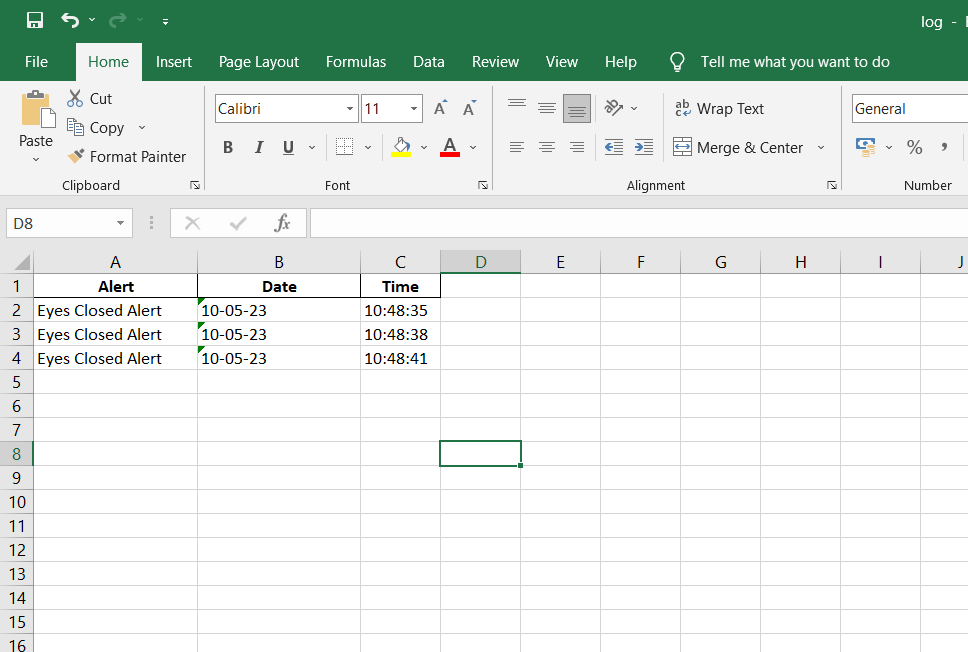 log -
File Home Insert Page Layout Formulas Data Review View Help Tell me what you want to do
Paste
Cut
Copy
Format Painter
Clipboard
Calibri 11 A A
B I U A
Font
ab Wrap Text
Merge & Center
Alignment
General
% ,
Number
D8 fx
A B C D E F G H I J
1 Alert Date Time
2 Eyes Closed Alert 10-05-23 10:48:35
3 Eyes Closed Alert 10-05-23 10:48:38
4 Eyes Closed Alert 10-05-23 10:48:41
5
6
7
8
9
10
11
12
13
14
15
16